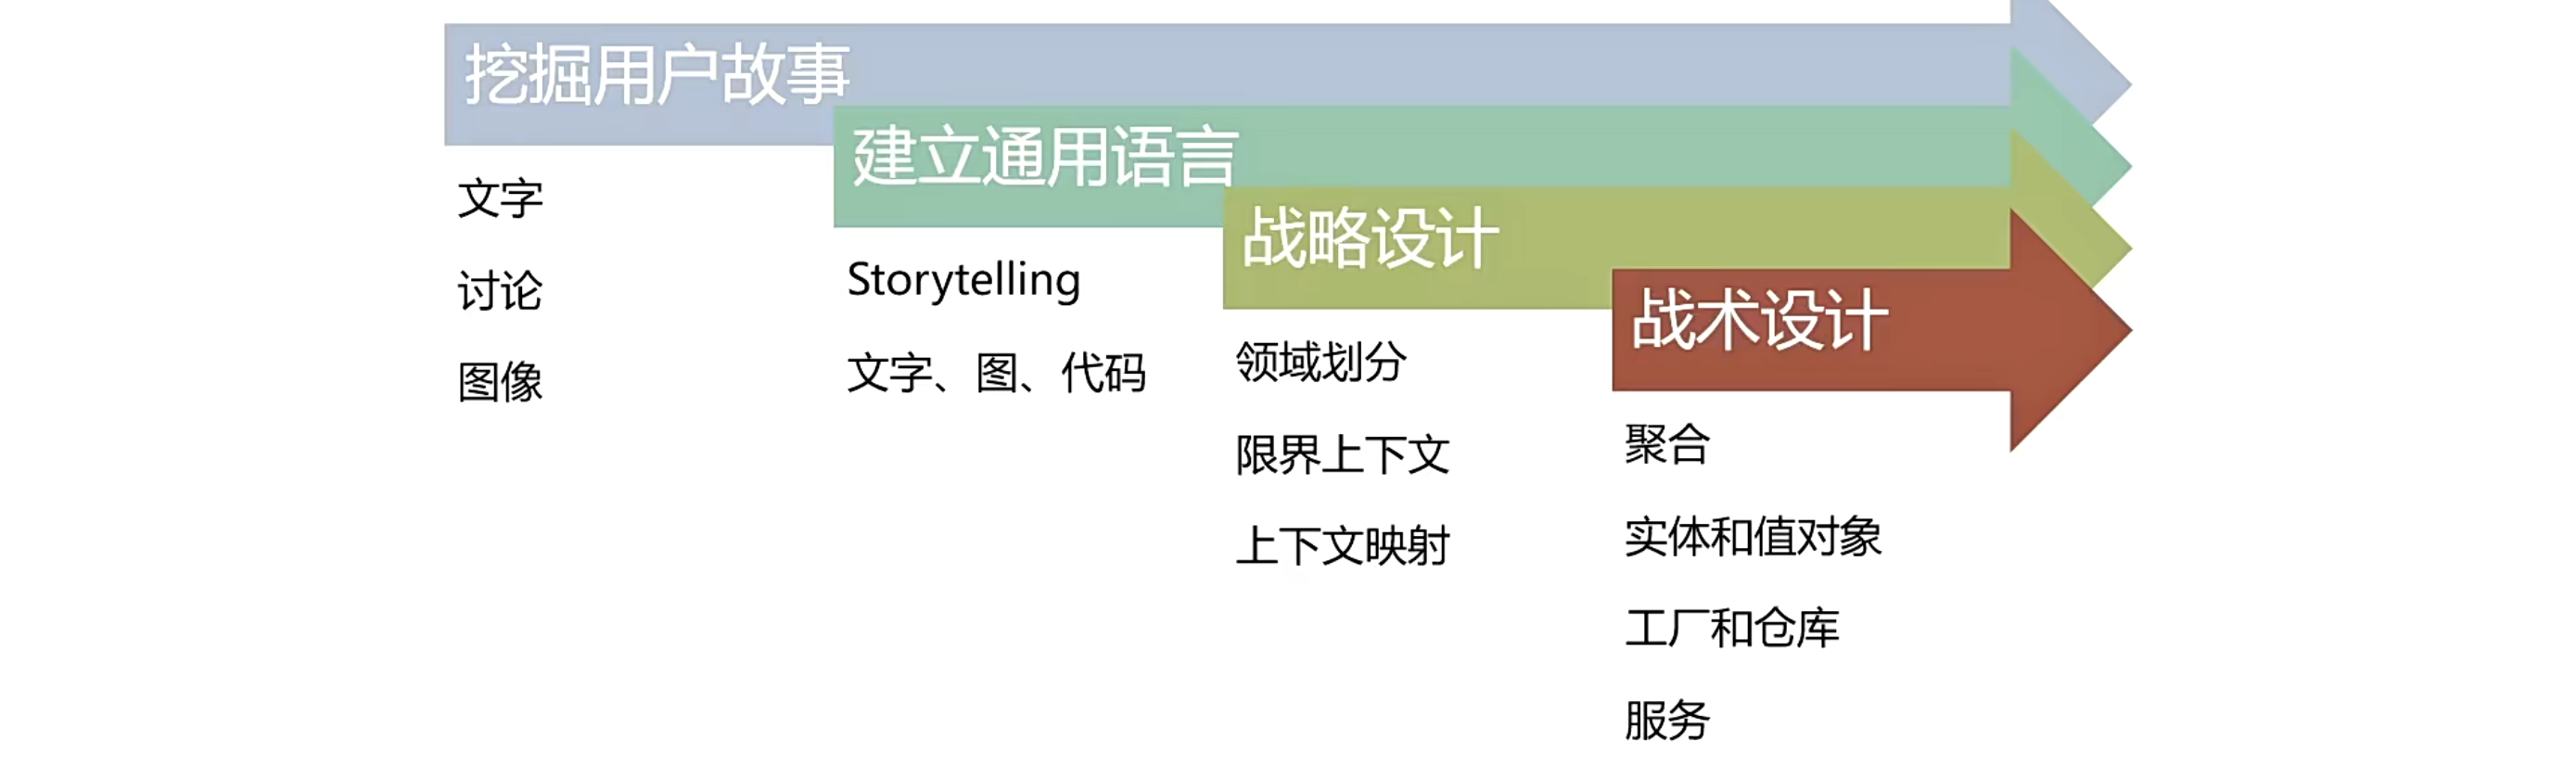 挖掘用户故事
文字
讨论
图像
建立通用语言
Storytelling
文字、图、代码
战略设计
领域划分
限界上下文
上下文映射
战术设计
聚合
实体和值对象
工厂和仓库
服务